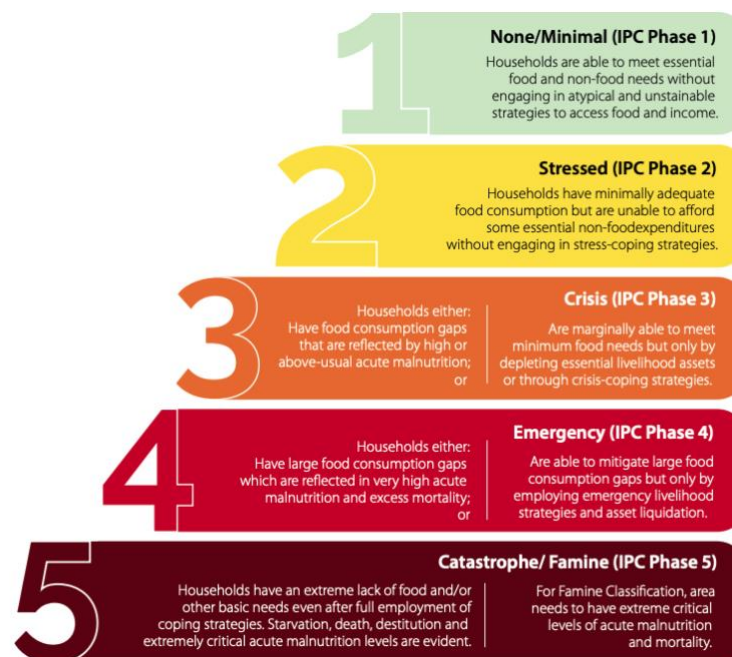 1
None/Minimal (IPC Phase 1)
Households are able to meet essential
food and non-food needs without
engaging in atypical and unstainable
strategies to access food and income.
2
Stressed (IPC Phase 2)
Households have minimally adequate
food consumption but are unable to afford
some essential non-foodexpenditures
without engaging in stress-coping strategies.
3
Crisis (IPC Phase 3)
Households either:
Have food consumption gaps
that are reflected by high or
above-usual acute malnutrition;
or
Are marginally able to meet
minimum food needs but only by
depleting essential livelihood assets
or through crisis-coping strategies.
4
Emergency (IPC Phase 4)
Households either:
Have large food consumption gaps
which are reflected in very high acute
malnutrition and excess mortality;
or
Are able to mitigate large food
consumption gaps but only by
employing emergency livelihood
strategies and asset liquidation.
5
Catastrophe/ Famine (IPC Phase 5)
Households have an extreme lack of food and/or
other basic needs even after full employment of
coping strategies. Starvation, death, destitution and
extremely critical acute malnutrition levels are evident.
For Famine Classification, area
needs to have extreme critical
levels of acute malnutrition
and mortality.